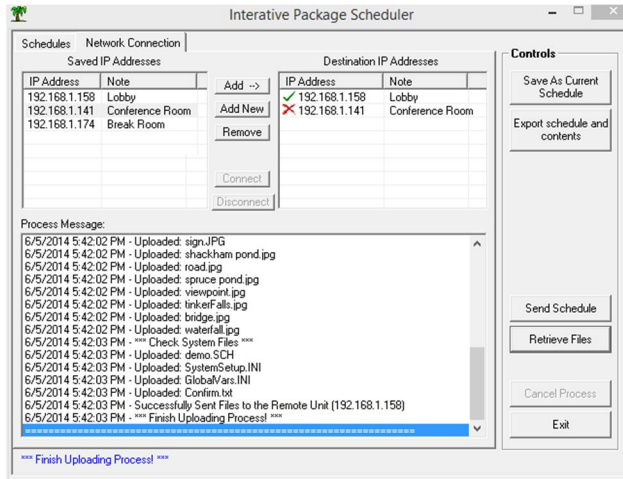 Interative Package Scheduler
Schedules Network Connection
Saved IP Addresses
IP Address Note
192.168.1.158 Lobby
192.168.1.141 Conference Room
192.168.1.174 Break Room
Add -->
Add New
Remove
Connect
Disconnect
Destination IP Addresses
IP Address Note
192.168.1.158 Lobby
192.168.1.141 Conference Room
Controls
Save As Current
Schedule
Export schedule and
contents
Process Message:
6/5/2014 5:42:02 PM - Uploaded: sign.JPG
6/5/2014 5:42:02 PM - Uploaded: shackham pond.jpg
6/5/2014 5:42:02 PM - Uploaded: road.jpg
6/5/2014 5:42:02 PM - Uploaded: spruce pond.jpg
6/5/2014 5:42:02 PM - Uploaded: viewpoint.jpg
6/5/2014 5:42:02 PM - Uploaded: tinkerFalls.jpg
6/5/2014 5:42:02 PM - Uploaded: bridge.jpg
6/5/2014 5:42:02 PM - Uploaded: waterfall.jpg
6/5/2014 5:42:03 PM - *** Check System Files ***
6/5/2014 5:42:03 PM - Uploaded: demo.SCH
6/5/2014 5:42:03 PM - Uploaded: SystemSetup.INI
6/5/2014 5:42:03 PM - Uploaded: GlobalVars.INI
6/5/2014 5:42:03 PM - Uploaded: Confirm.txt
6/5/2014 5:42:03 PM - Successfully Sent Files to the Remote Unit (192.168.1.158)
6/5/2014 5:42:03 PM - *** Finish Uploading Process! ***
Send Schedule
Retrieve Files
Cancel Process
Exit
*** Finish Uploading Process! ***